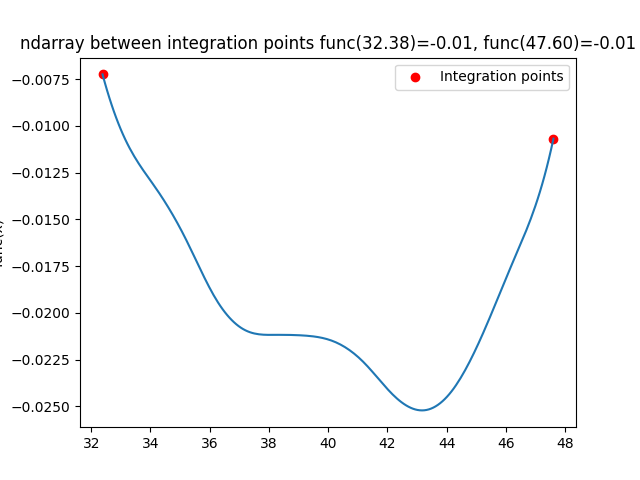 ndarray between integration points func(32.38)=-0.01, func(47.60)=-0.01
Integration points
−0.0075
−0.0100
−0.0125
−0.0150
−0.0175
−0.0200
−0.0225
−0.0250
32 34 36 38 40 42 44 46 48